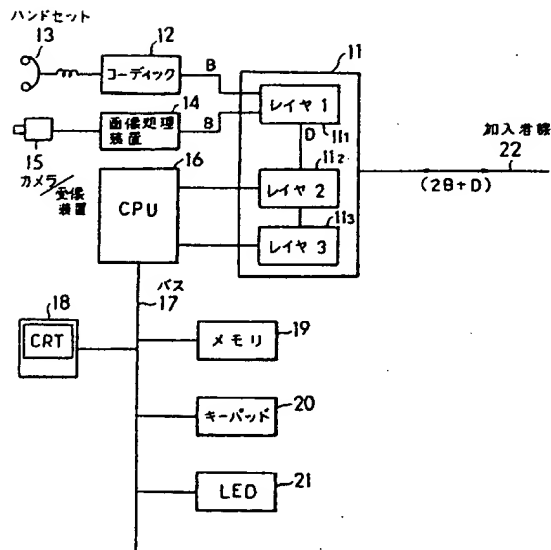 ハンドセット
13
12
コーディック
B
11
レイヤ 1
11₁
14
画像処理
装置
B
D
15
カメラ/受像
装置
16
CPU
レイヤ 2
11₂
レイヤ 3
11₃
加入者線
22
(2B+D)
バス
17
18
CRT
メモリ
19
キーパッド
20
LED
21